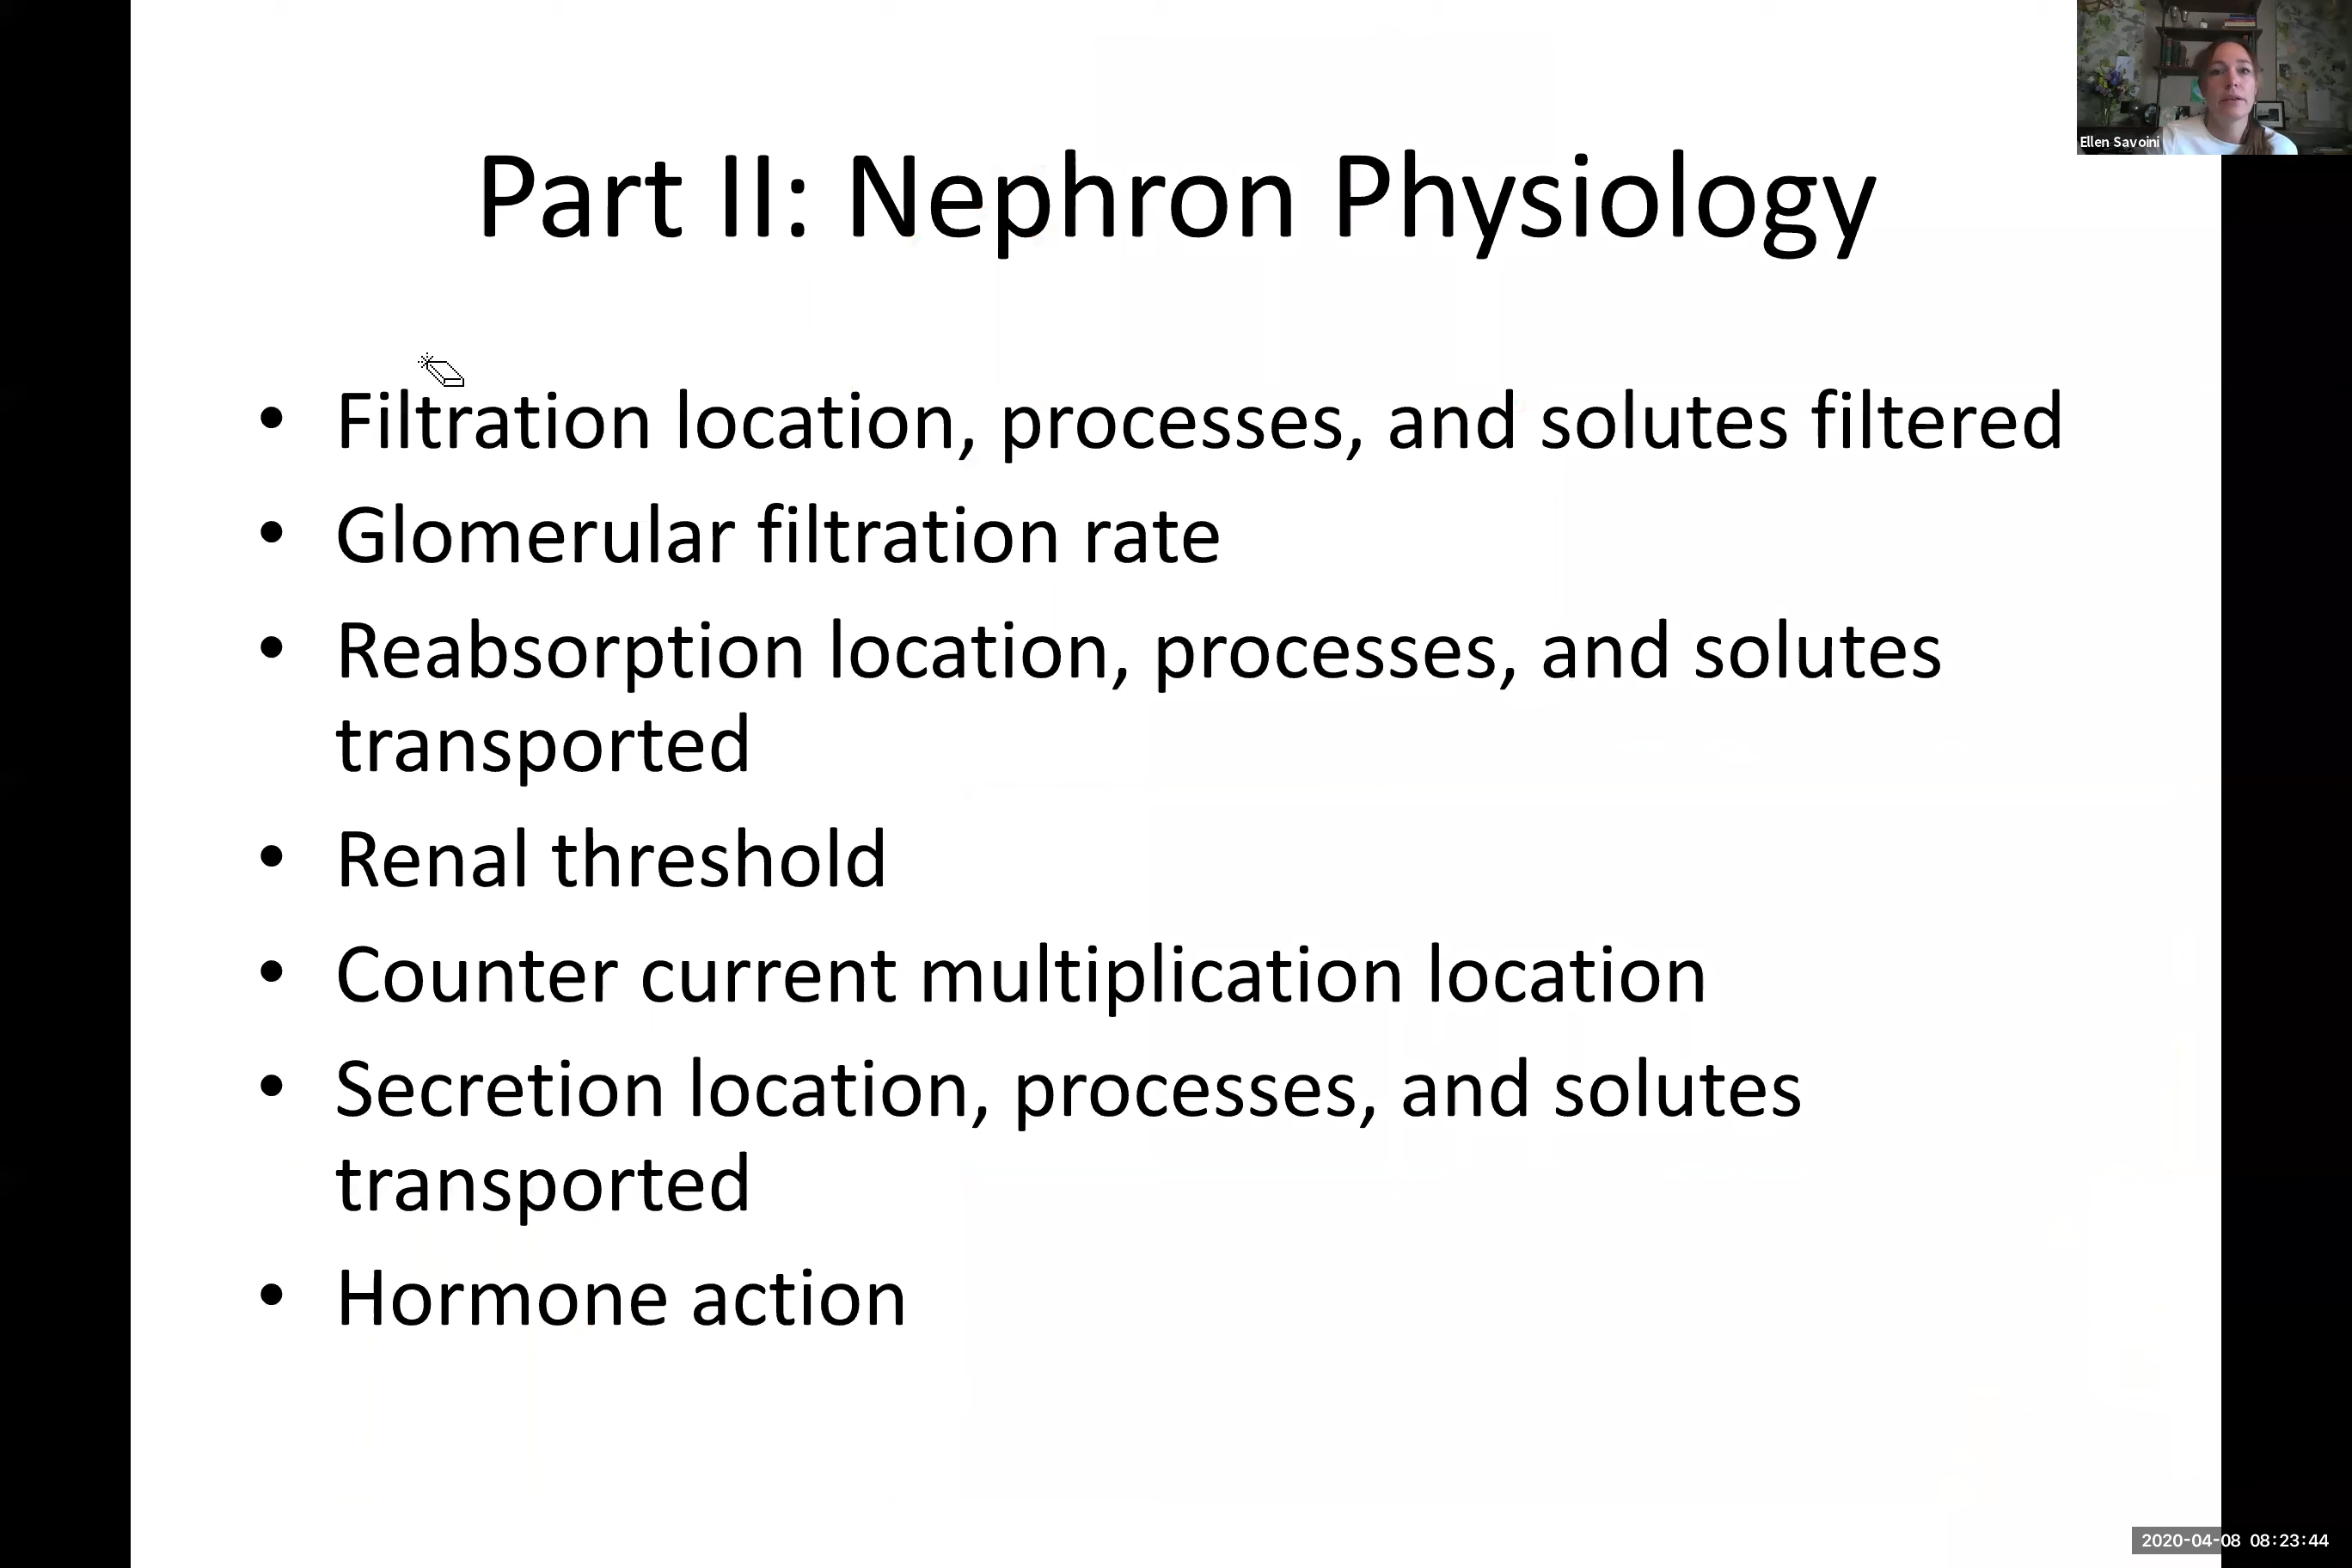 Ellen Savoini
Part II: Nephron Physiology
• Filtration location, processes, and solutes filtered
• Glomerular filtration rate
• Reabsorption location, processes, and solutes
transported
• Renal threshold
• Counter current multiplication location
• Secretion location, processes, and solutes
transported
• Hormone action
2020-04-08 08:23:44